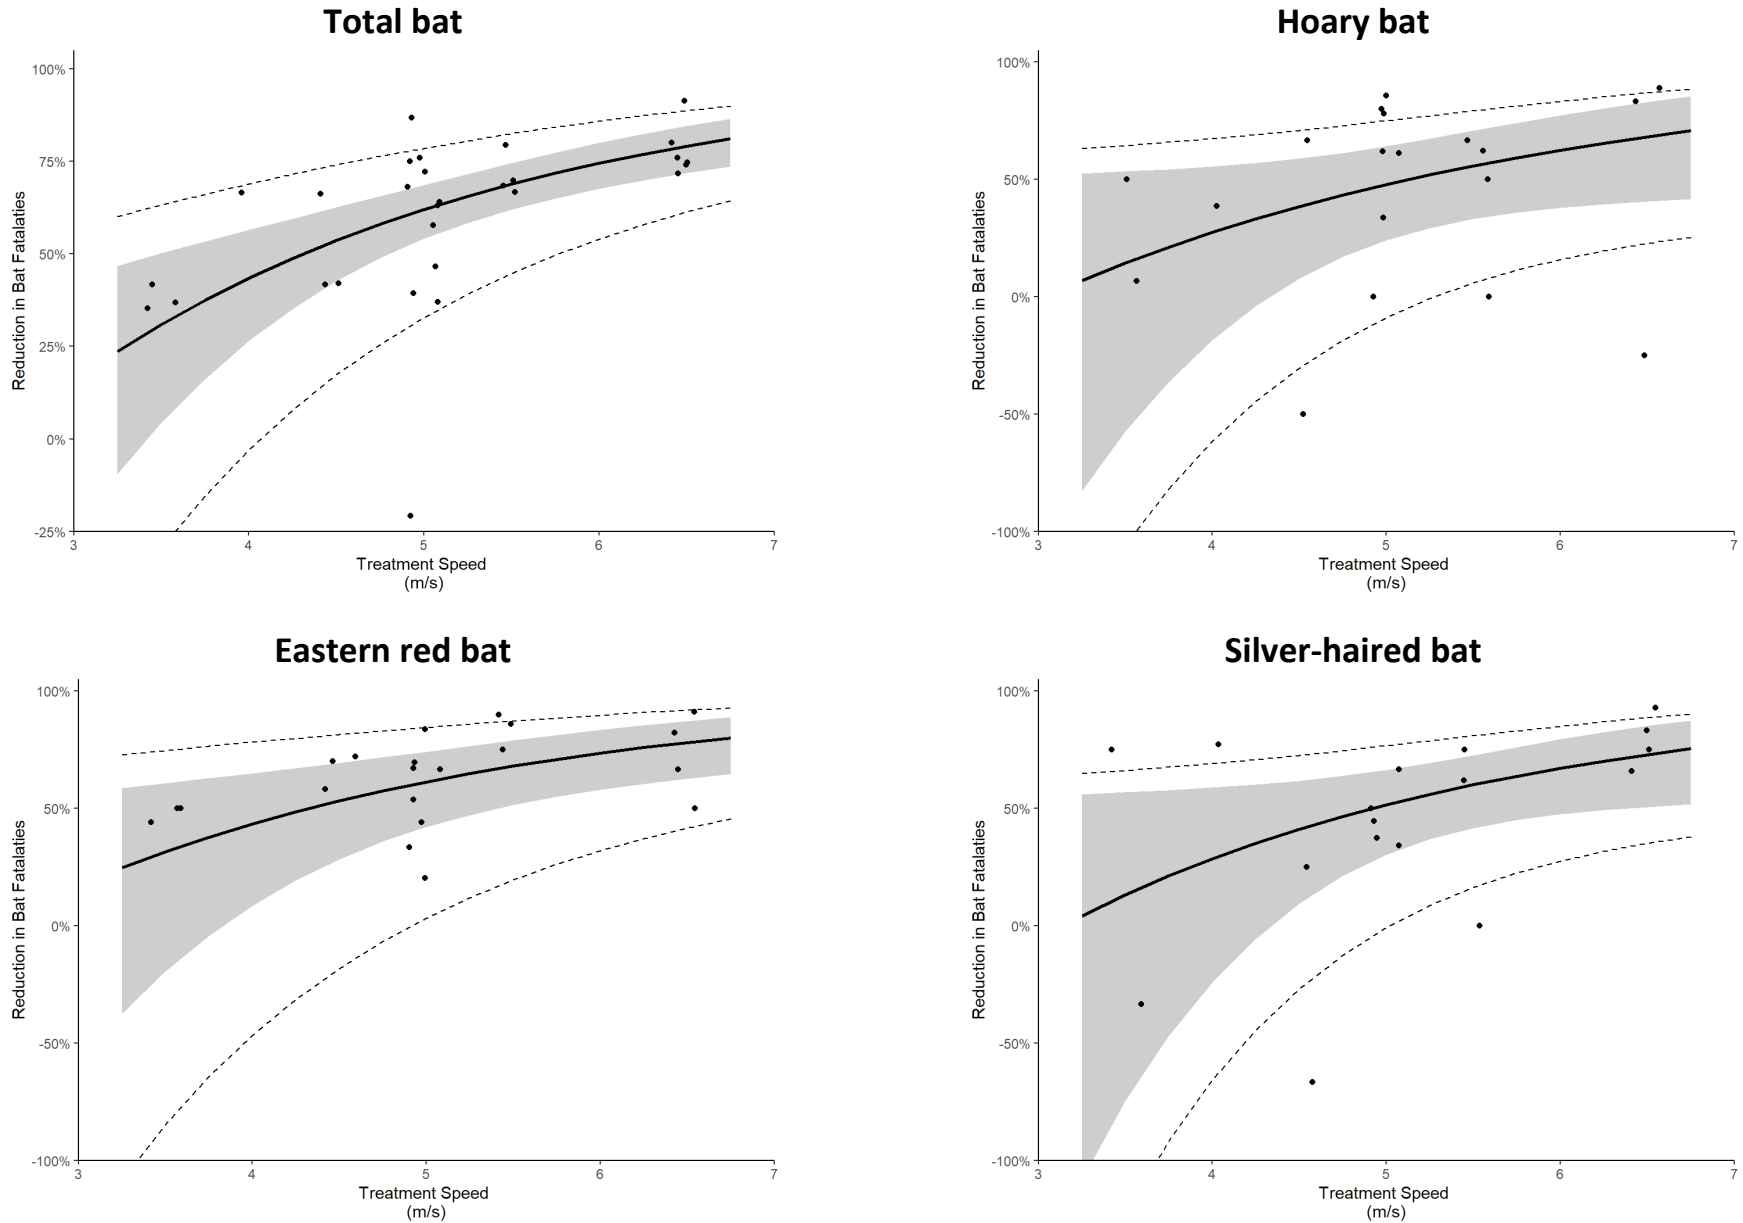 Total bat
100%
75%
50%
25%
0%
-25%
3 4 5 6 7
Reduction in Bat Fatalaties
Treatment Speed
(m/s)
Hoary bat
100%
50%
0%
-50%
-100%
3 4 5 6 7
Reduction in Bat Fatalaties
Treatment Speed
(m/s)
Eastern red bat
100%
50%
0%
-50%
-100%
3 4 5 6 7
Reduction in Bat Fatalaties
Treatment Speed
(m/s)
Silver-haired bat
100%
50%
0%
-50%
-100%
3 4 5 6 7
Reduction in Bat Fatalaties
Treatment Speed
(m/s)